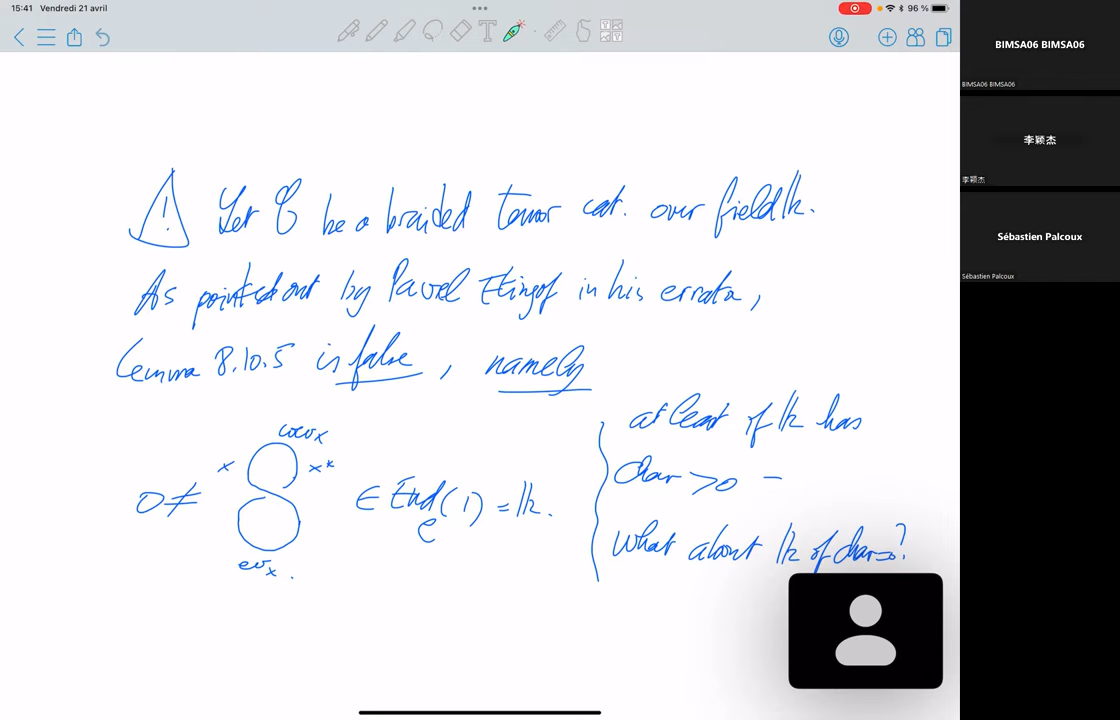 15:41 Vendredi 21 avril
96 %
BIMSA06 BIMSA06
BIMSA06 BIMSA06
李颖杰
李颖杰
Sébastien Palcoux
Sébastien Palcoux
! Let C be a braided tensor cat. over field k.
As pointed out by Pavel Etingof in his errata,
Lemma 8.10.5 is false, namely
coev_x
x x*
0 ≠ ∈ End_C(1) = k.
ev_x.
at least if k has
char > 0 -
What about k of char=0?